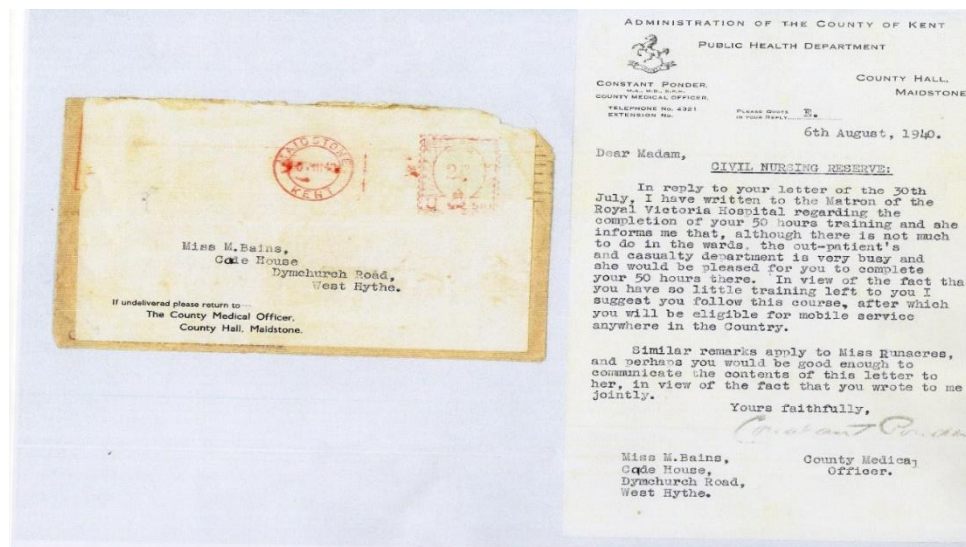 MAIDSTONE
KENT
Miss M.Bains,
Code House
Dymchurch Road,
West Hythe.
If undelivered please return to
The County Medical Officer.
County Hall, Maidstone.
ADMINISTRATION OF THE COUNTY OF KENT
PUBLIC HEALTH DEPARTMENT
COUNTY HALL,
MAIDSTONE
CONSTANT PONDER,
M.A., M.D., D.P.H.
COUNTY MEDICAL OFFICER.
TELEPHONE No. 4321
EXTENSION No.
PLEASE QUOTE
IN YOUR REPLY E.
6th August, 1940.
Dear Madam,
CIVIL NURSING RESERVE:
In reply to your letter of the 30th
July, I have written to the Matron of the
Royal Victoria Hospital regarding the
completion of your 50 hours training and she
informs me that, although there is not much
to do in the wards, the out-patient's
and casualty department is very busy and
she would be pleased for you to complete
your 50 hours there. In view of the fact tha
you have so little training left to you I
suggest you follow this course, after which
you will be eligible for mobile service
anywhere in the Country.
Similar remarks apply to Miss Runacres,
and perhaps you would be good enough to
communicate the contents of this letter to
her, in view of the fact that you wrote to me
jointly.
Yours faithfully,
Constant Ponder
County Medical
Officer.
Miss M.Bains,
Code House,
Dymchurch Road,
West Hythe.